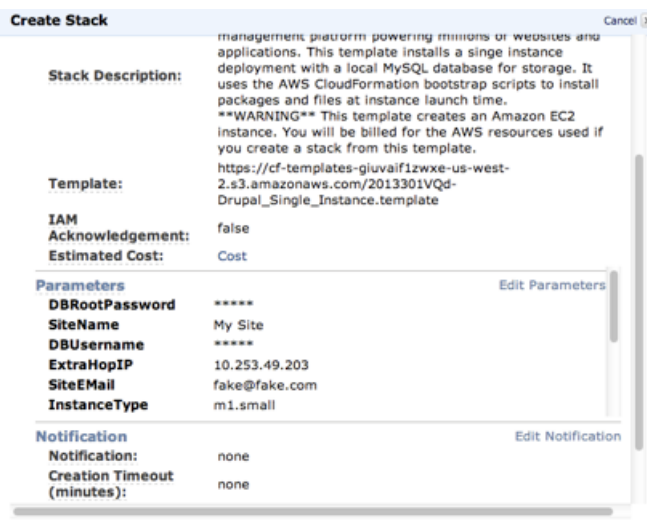 Create Stack
Cancel
management platform powering millions of websites and
applications. This template installs a singe instance
deployment with a local MySQL database for storage. It
Stack Description:
uses the AWS CloudFormation bootstrap scripts to install
packages and files at instance launch time.
**WARNING** This template creates an Amazon EC2
instance. You will be billed for the AWS resources used if
you create a stack from this template.
https://cf-templates-giuvaif1zwxe-us-west-
Template:
2.s3.amazonaws.com/2013301VQd-
Drupal_Single_Instance.template
IAM
Acknowledgement:
false
Estimated Cost:
Cost
Parameters
Edit Parameters
DBRootPassword *****
SiteName My Site
DBUsername *****
ExtraHopIP 10.253.49.203
SiteEMail fake@fake.com
InstanceType m1.small
Notification
Edit Notification
Notification: none
Creation Timeout
(minutes):
none